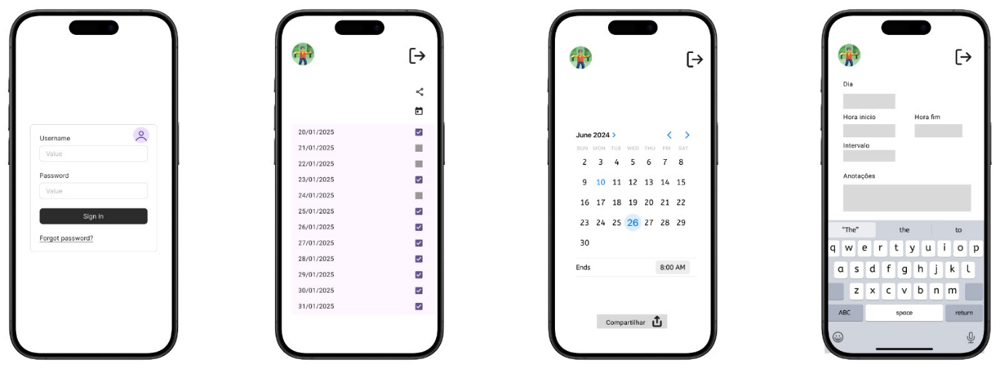 Username
Value
Password
Value
Sign In
Forgot password?
20/01/2025
21/01/2025
22/01/2025
23/01/2025
24/01/2025
25/01/2025
26/01/2025
27/01/2025
28/01/2025
29/01/2025
30/01/2025
31/01/2025
June 2024
SUN MON TUE WED THU FRI SAT
2 3 4 5 6 7 8
9 10 11 12 13 14 15
16 17 18 19 20 21 22
23 24 25 26 27 28 29
30
Ends 8:00 AM
Compartilhar
Dia
Hora inicio Hora fim
Intervalo
Anotações
"The" the to
q w e r t y u i o p
a s d f g h j k l
z x c v b n m
ABC space return